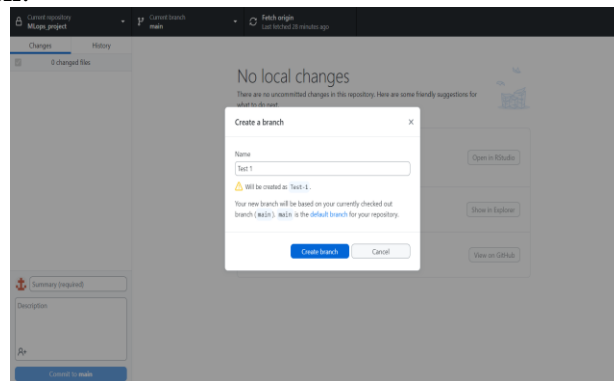 Current repository
MLops_project
Current branch
main
Fetch origin
Last fetched 28 minutes ago
Changes
History
0 changed files
No local changes
There are no uncommitted changes in this repository. Here are some friendly suggestions for
what to do next.
Create a branch
Name
Test 1
Will be created as Test-1.
Your new branch will be based on your currently checked out
branch (main). main is the default branch for your repository.
Create branch
Cancel
Open in RStudio
Show in Explorer
View on GitHub
Summary (required)
Description
Commit to main